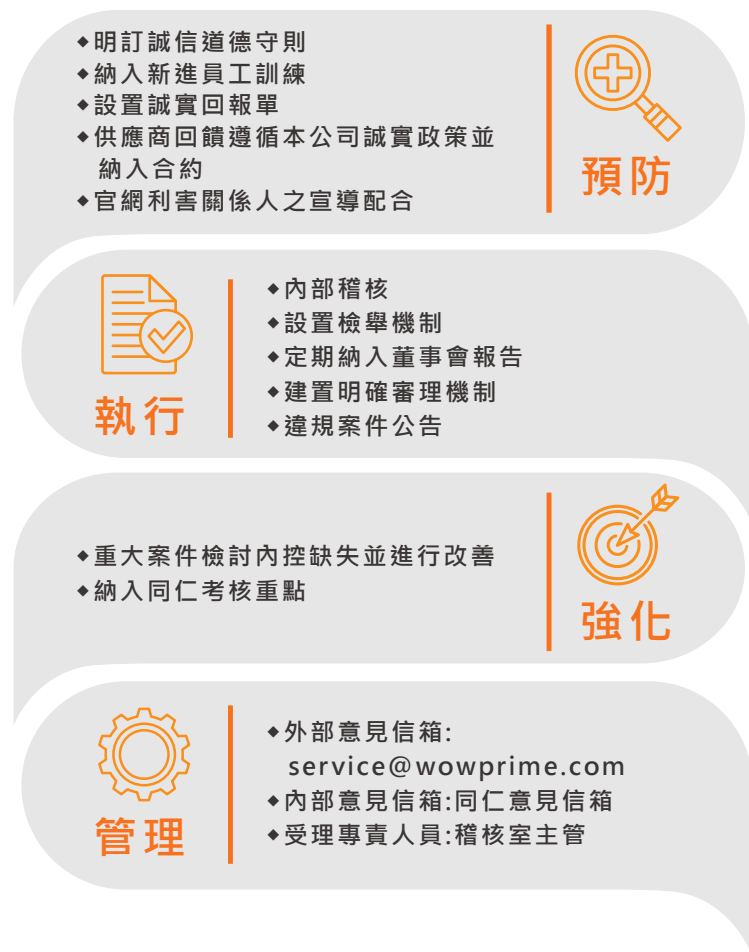 ◆明訂誠信道德守則
◆納入新進員工訓練
◆設置誠實回報單
◆供應商回饋遵循本公司誠實政策並
納入合約
◆官網利害關係人之宣導配合
預防
執行
◆內部稽核
◆設置檢舉機制
◆定期納入董事會報告
◆建置明確審理機制
◆違規案件公告
◆重大案件檢討內控缺失並進行改善
◆納入同仁考核重點
強化
管理
◆外部意見信箱:
service@wowprime.com
◆內部意見信箱:同仁意見信箱
◆受理專責人員:稽核室主管